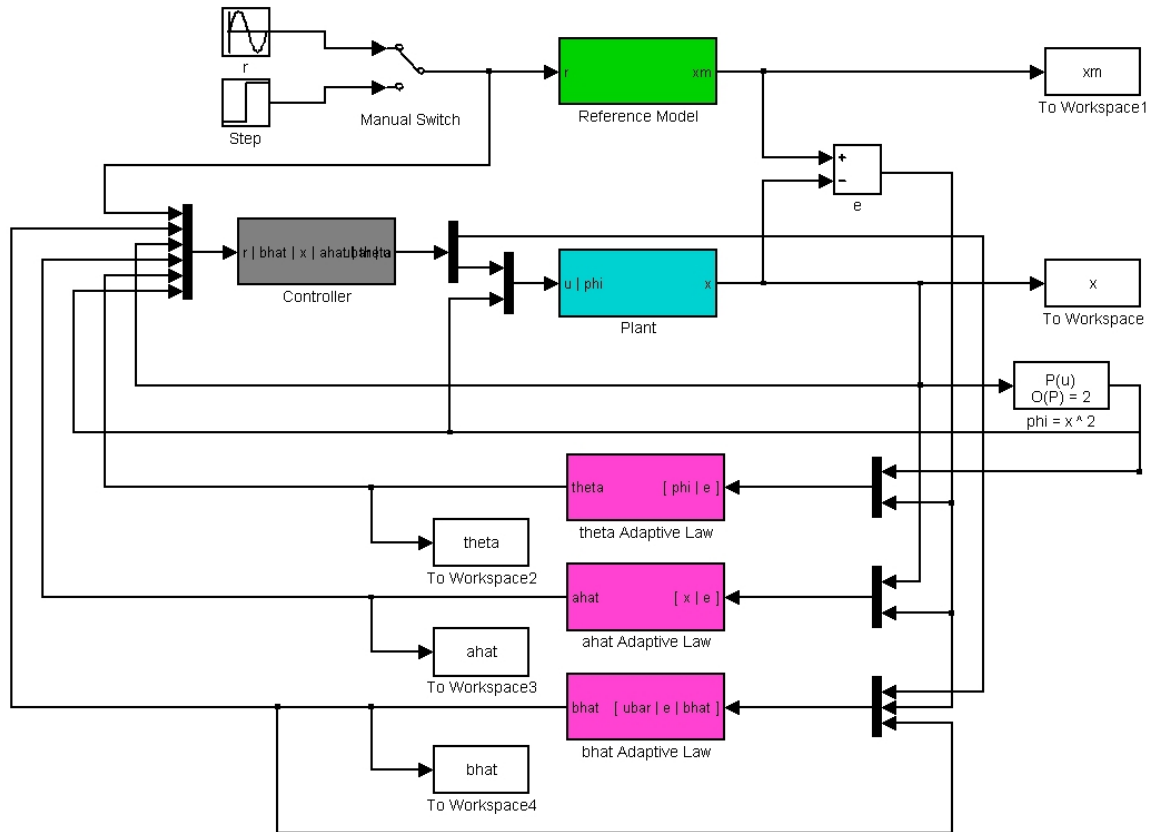 r
Step
Manual Switch
r
xm
Reference Model
xm
To Workspace1
+
−
e
r | bhat | x | ahat
Controller
u | phi
x
Plant
x
To Workspace
P(u)
O(P) = 2
phi = x ^ 2
theta
[ phi | e ]
theta Adaptive Law
theta
To Workspace2
ahat
[ x | e ]
ahat Adaptive Law
ahat
To Workspace3
bhat
[ ubar | e | bhat ]
bhat Adaptive Law
bhat
To Workspace4